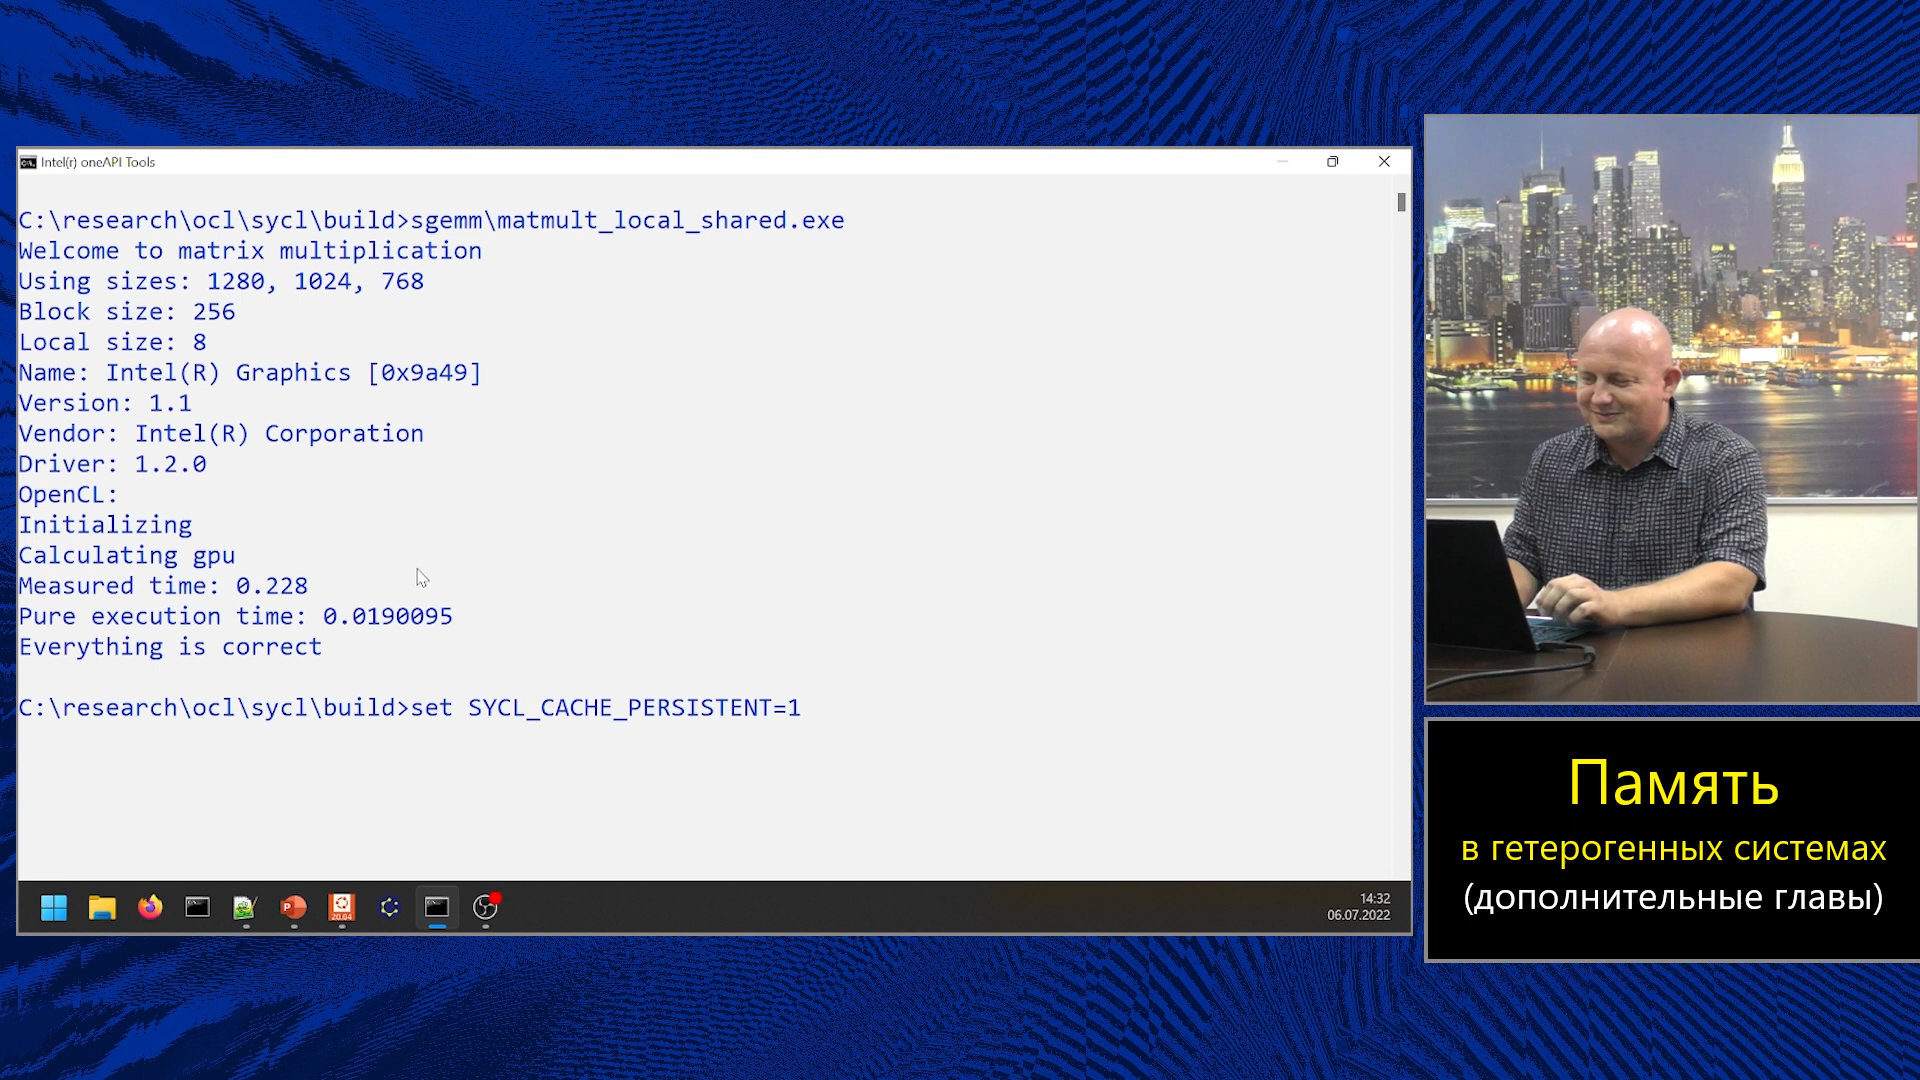 Intel(r) oneAPI Tools
C:\research\ocl\sycl\build>sgemm\matmult_local_shared.exe
Welcome to matrix multiplication
Using sizes: 1280, 1024, 768
Block size: 256
Local size: 8
Name: Intel(R) Graphics [0x9a49]
Version: 1.1
Vendor: Intel(R) Corporation
Driver: 1.2.0
OpenCL:
Initializing
Calculating gpu
Measured time: 0.228
Pure execution time: 0.0190095
Everything is correct
C:\research\ocl\sycl\build>set SYCL_CACHE_PERSISTENT=1
20.04
14:32
06.07.2022
Память
в гетерогенных системах
(дополнительные главы)